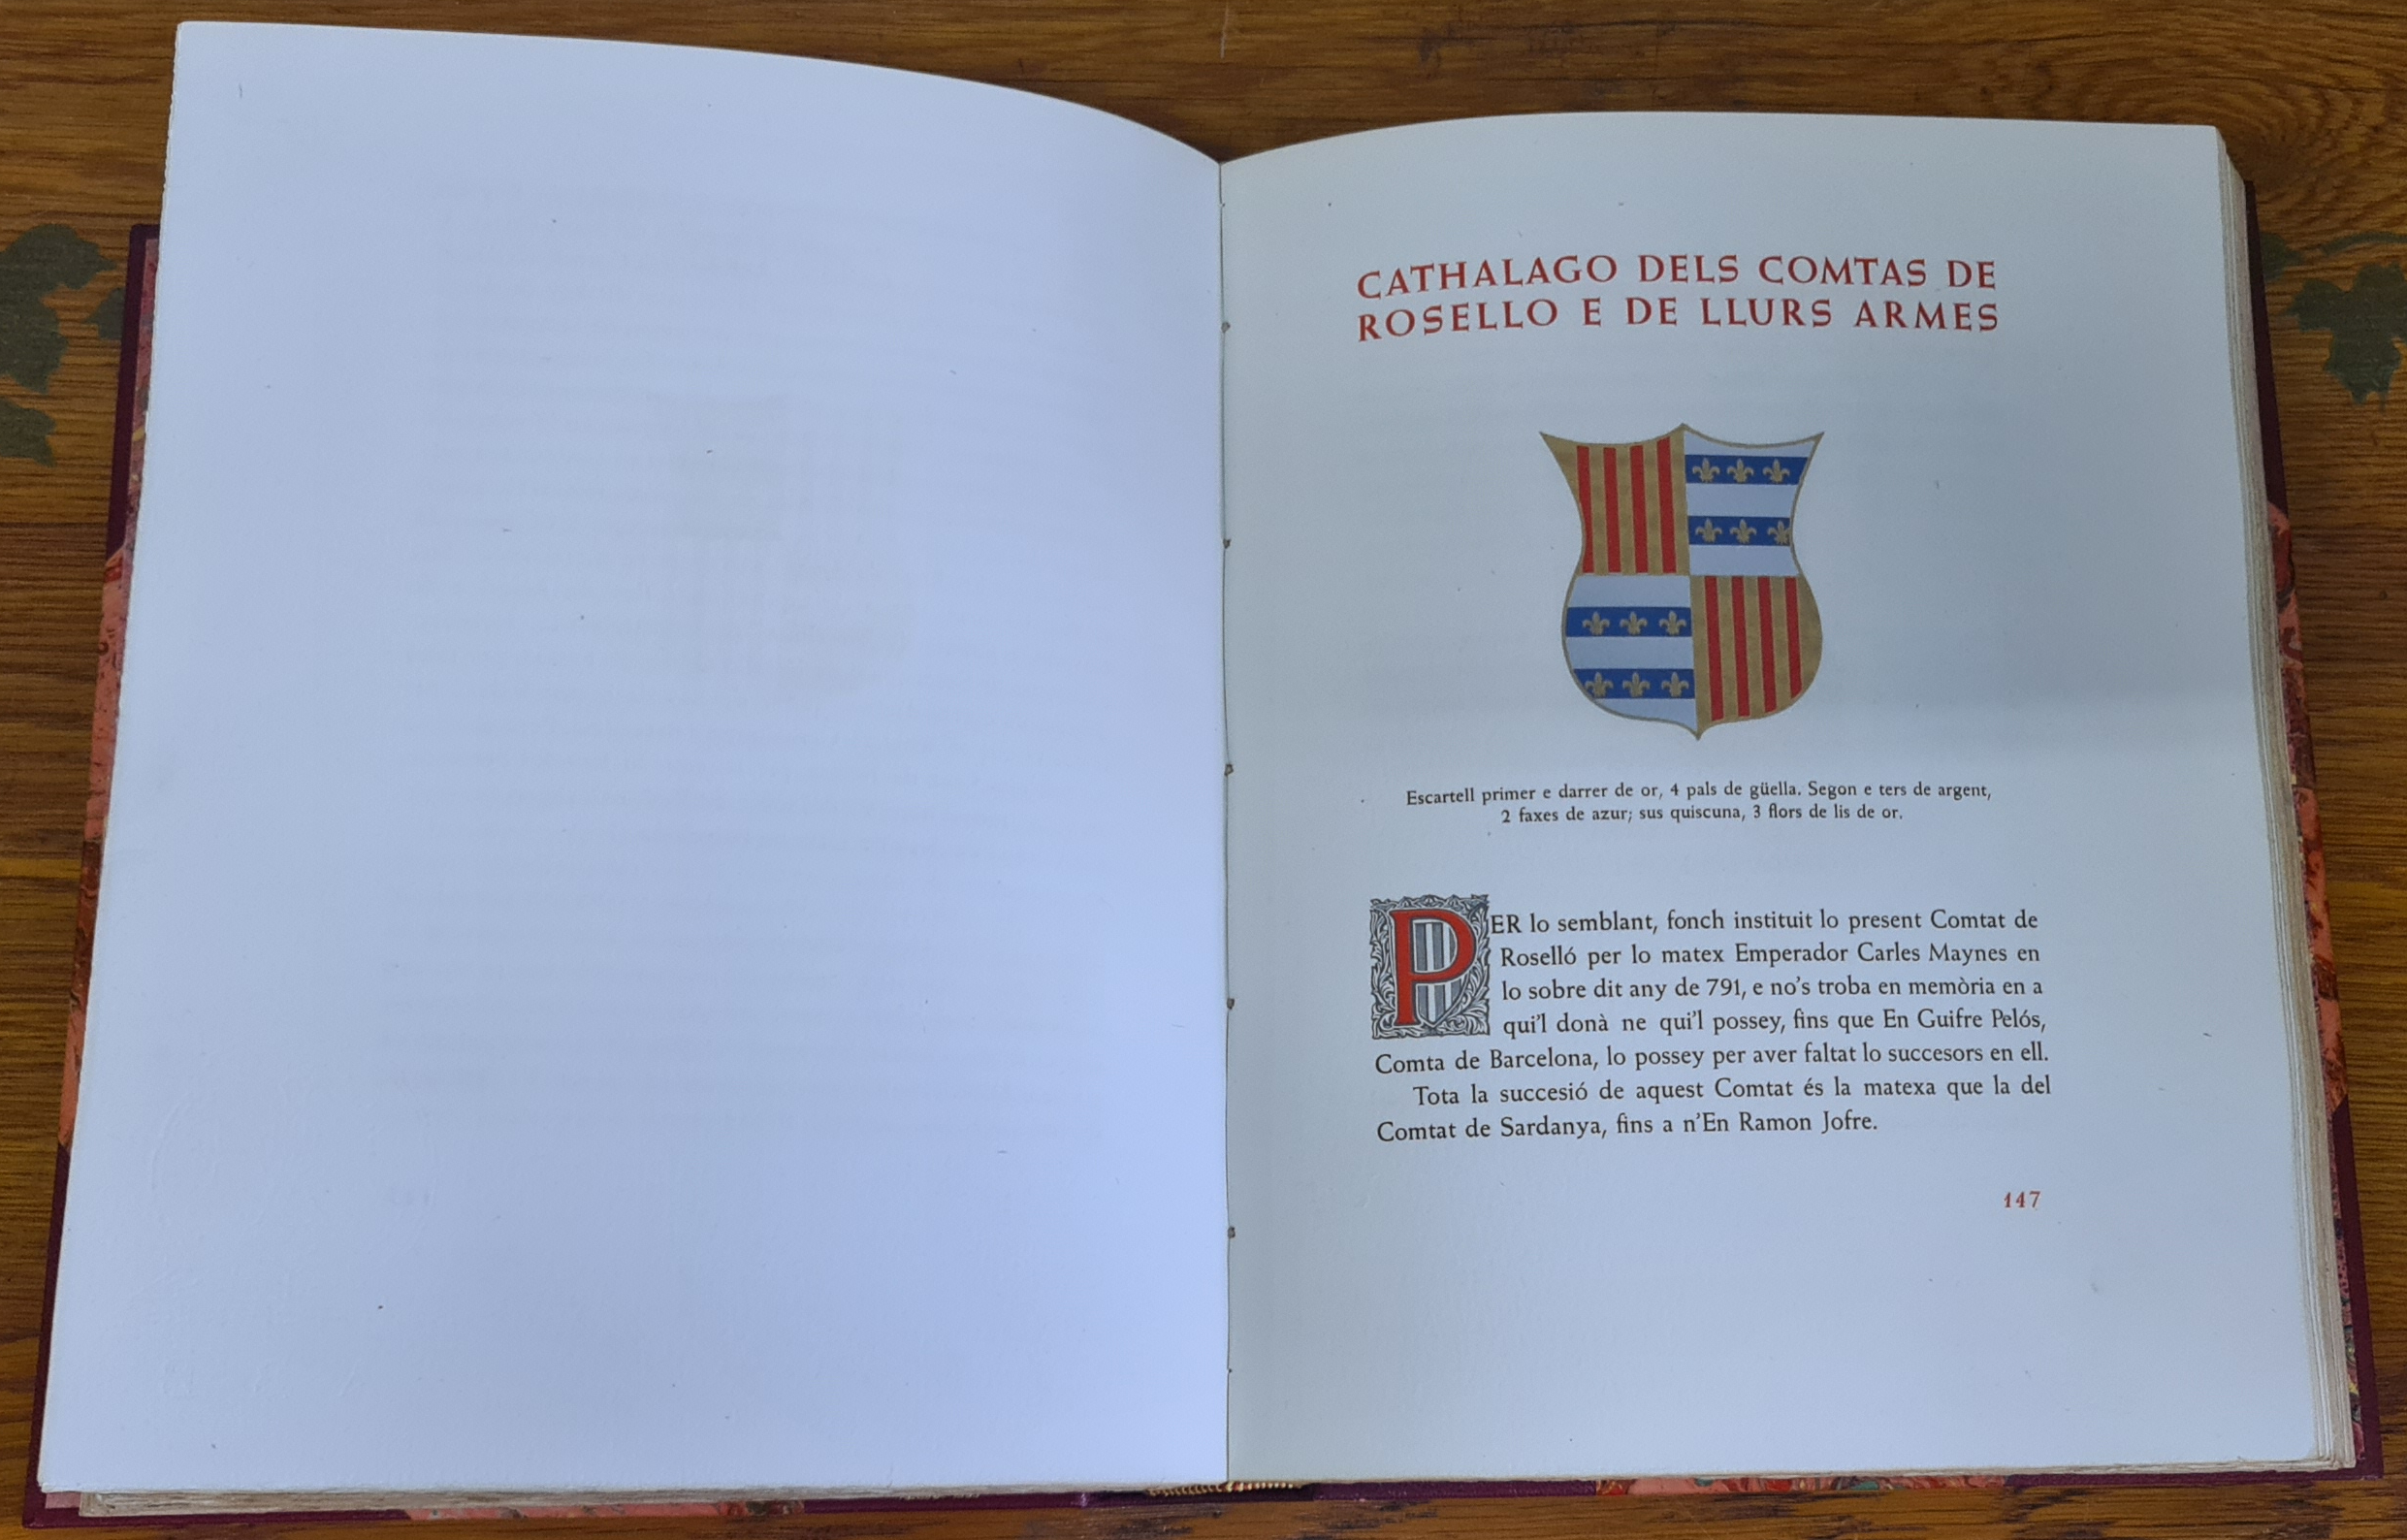 CATHALAGO DELS COMTAS DE
ROSELLO E DE LLURS ARMES
Escartell primer e darrer de or, 4 pals de güella. Segon e ters de argent,
2 faxes de azur; sus quiscuna, 3 flors de lis de or.
PER lo semblant, fonch instituit lo present Comtat de
Roselló per lo matex Emperador Carles Maynes en
lo sobre dit any de 791, e no's troba en memòria en a
qui'l donà ne qui'l possey, fins que En Guifre Pelós,
Comta de Barcelona, lo possey per aver faltat lo succesors en ell.
Tota la succesió de aquest Comtat és la matexa que la del
Comtat de Sardanya, fins a n'En Ramon Jofre.
147